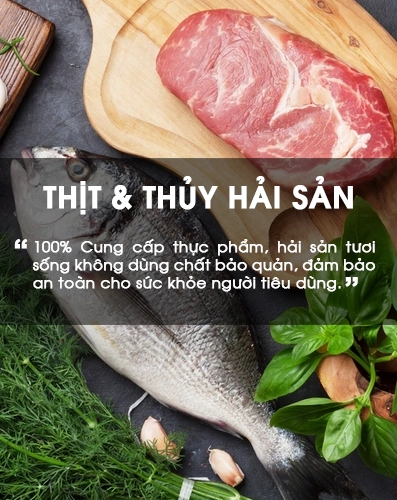 THỊT & THỦY HẢI SẢN
“ 100% Cung cấp thực phẩm, hải sản tươi
sống không dùng chất bảo quản, đảm bảo
an toàn cho sức khỏe người tiêu dùng. ”